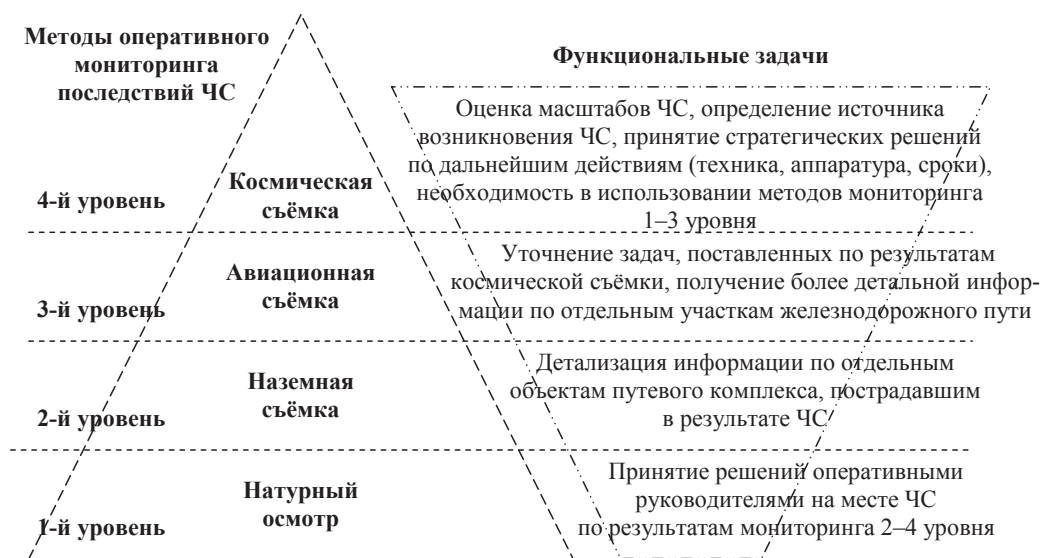 Методы оперативного
мониторинга
последствий ЧС
Функциональные задачи
Оценка масштабов ЧС, определение источника
возникновения ЧС, принятие стратегических решений
по дальнейшим действиям (техника, аппаратура, сроки),
необходимость в использовании методов мониторинга
1–3 уровня
4-й уровень
Космическая
съёмка
Уточнение задач, поставленных по результатам
космической съёмки, получение более детальной инфор-
мации по отдельным участкам железнодорожного пути
3-й уровень
Авиационная
съёмка
Детализация информации по отдельным
объектам путевого комплекса, пострадавшим
в результате ЧС
2-й уровень
Наземная
съёмка
Принятие решений оперативными
руководителями на месте ЧС
по результатам мониторинга 2–4 уровня
1-й уровень
Натурный
осмотр